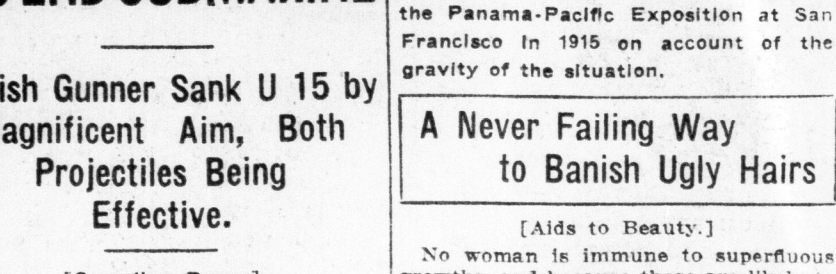 ish Gunner Sank U 15 by
agnificent Aim, Both
Projectiles Being
Effective.
the Panama-Pacific Exposition at San
Francisco in 1915 on account of the
gravity of the situation.
A Never Failing Way
to Banish Ugly Hairs
[Aids to Beauty.]
No woman is immune to superfluous